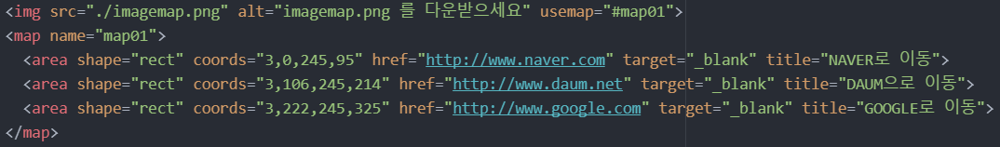 <img src="./imagemap.png" alt="imagemap.png 를 다운받으세요" usemap="#map01">
<map name="map01">
<area shape="rect" coords="3,0,245,95" href="http://www.naver.com" target="_blank" title="NAVER로 이동">
<area shape="rect" coords="3,106,245,214" href="http://www.daum.net" target="_blank" title="DAUM으로 이동">
<area shape="rect" coords="3,222,245,325" href="http://www.google.com" target="_blank" title="GOOGLE로 이동">
</map>